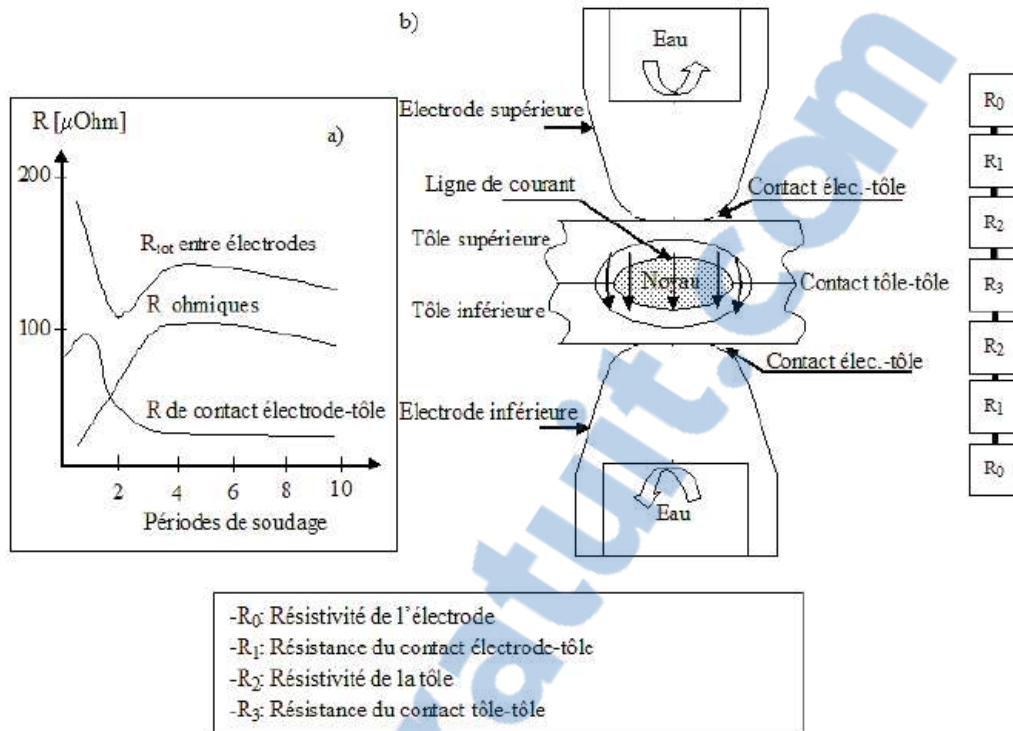 b)
Eau
R [μOhm]
a)
200
R_tot entre électrodes
R ohmiques
100
R de contact électrode-tôle
2 4 6 8 10
Périodes de soudage
Electrode supérieure
Ligne de courant
Contact élec.-tôle
Tôle supérieure
Noyau
Contact tôle-tôle
Tôle inférieure
Contact élec.-tôle
Electrode inférieure
Eau
R0
R1
R2
R3
R2
R1
R0
-R0: Résistivité de l'électrode
-R1: Résistance du contact électrode-tôle
-R2: Résistivité de la tôle
-R3: Résistance du contact tôle-tôle
ratuit.com